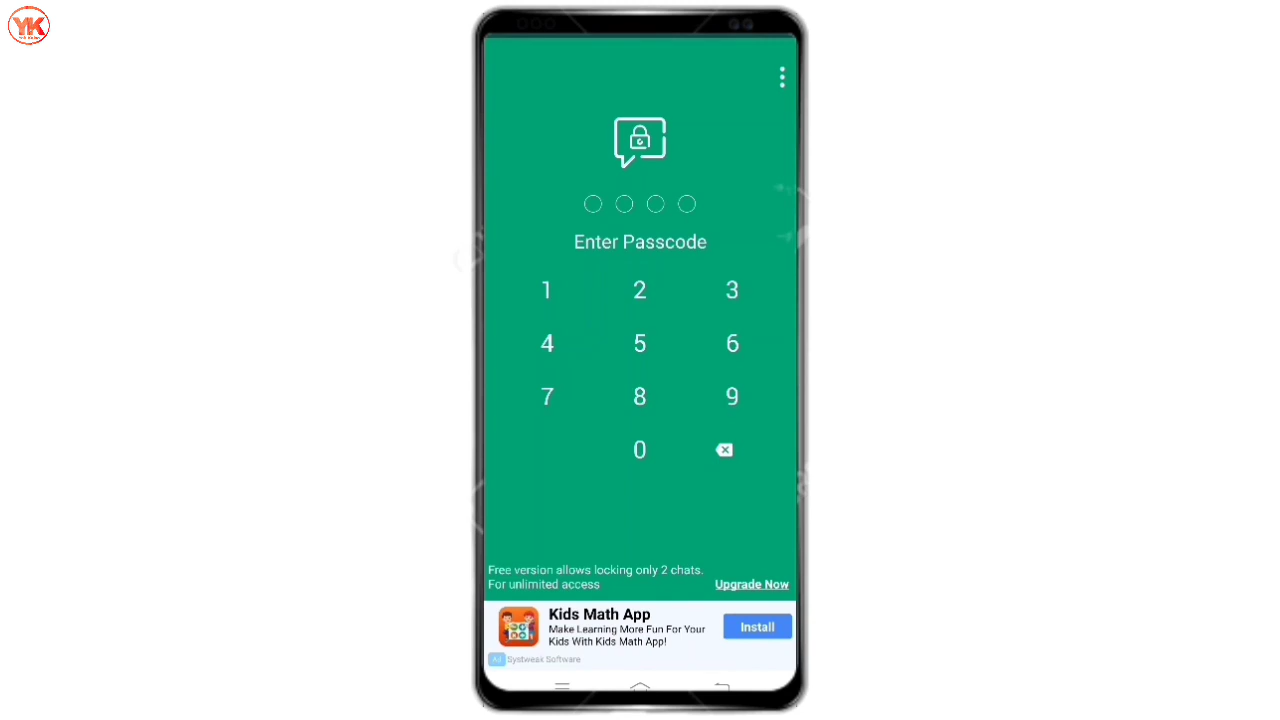 YK
Enter Passcode
1 2 3
4 5 6
7 8 9
0
Free version allows locking only 2 chats.
For unlimited access Upgrade Now
Kids Math App
Make Learning More Fun For Your
Kids With Kids Math App!
Install
Ad Systweak Software